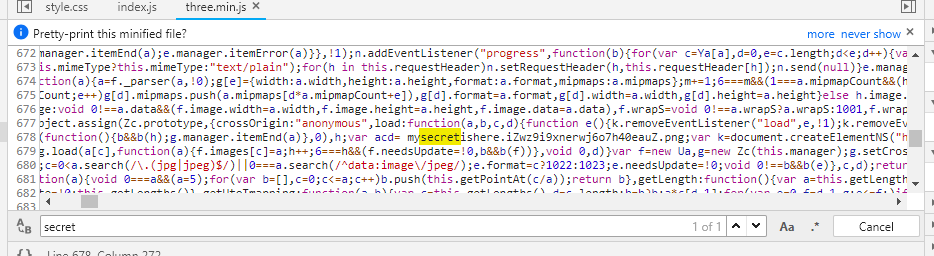 style.css index.js three.min.js ×
Pretty-print this minified file? more never show ×
672 manager.itemEnd(a);e.manager.itemError(a)}},!1);n.addEventListener("progress",function(b){for(var c=Ya[a],d=0,e=c.length;d<e;d++){va
673 is.mimeType?this.mimeType:"text/plain");for(h in this.requestHeader)n.setRequestHeader(h,this.requestHeader[h]);n.send(null)}e.manag
674 ction(a){a=f._parser(a,!0);g[e]={width:a.width,height:a.height,format:a.format,mipmaps:a.mipmaps};m+=1;6===m&&(1===a.mipmapCount&&(h
675 Count;e++)g[d].mipmaps.push(a.mipmaps[d*a.mipmapCount+e]),g[d].format=a.format,g[d].width=a.width,g[d].height=a.height}else h.image.
676 ge:void 0!==a.data&&(f.image.width=a.width,f.image.height=a.height,f.image.data=a.data),f.wrapS=void 0!==a.wrapS?a.wrapS:1001,f.wrap
677 bject.assign(Zc.prototype,{crossOrigin:"anonymous",load:function(a,b,c,d){function e(){k.removeEventListener("load",e,!1);k.removeEv
678 (function(){b&&b(h);g.manager.itemEnd(a)},0),h;var acd= mysecretishere.iZwz9i9xnerwj6o7h40eauZ.png;var k=document.createElementNS("h
679 g.load(a[c],function(a){f.images[c]=a;h++;6===h&&(f.needsUpdate=!0,b&&b(f))},void 0,d)}var f=new Ua,g=new Zc(this.manager);g.setCros
680 ;c=0<a.search(/\.(jpg|jpeg)$/)||0===a.search(/^data:image\/jpeg/);e.format=c?1022:1023;e.needsUpdate=!0;void 0!==b&&b(e)},c,d);retur
681 tion(a){void 0===a&&(a=5);for(var b=[],c=0;c<=a;c++)b.push(this.getPointAt(c/a));return b},getLength:function(){var a=this.getLength
682
683
secret 1 of 1 Aa .* Cancel
{} Line 678, Column 272